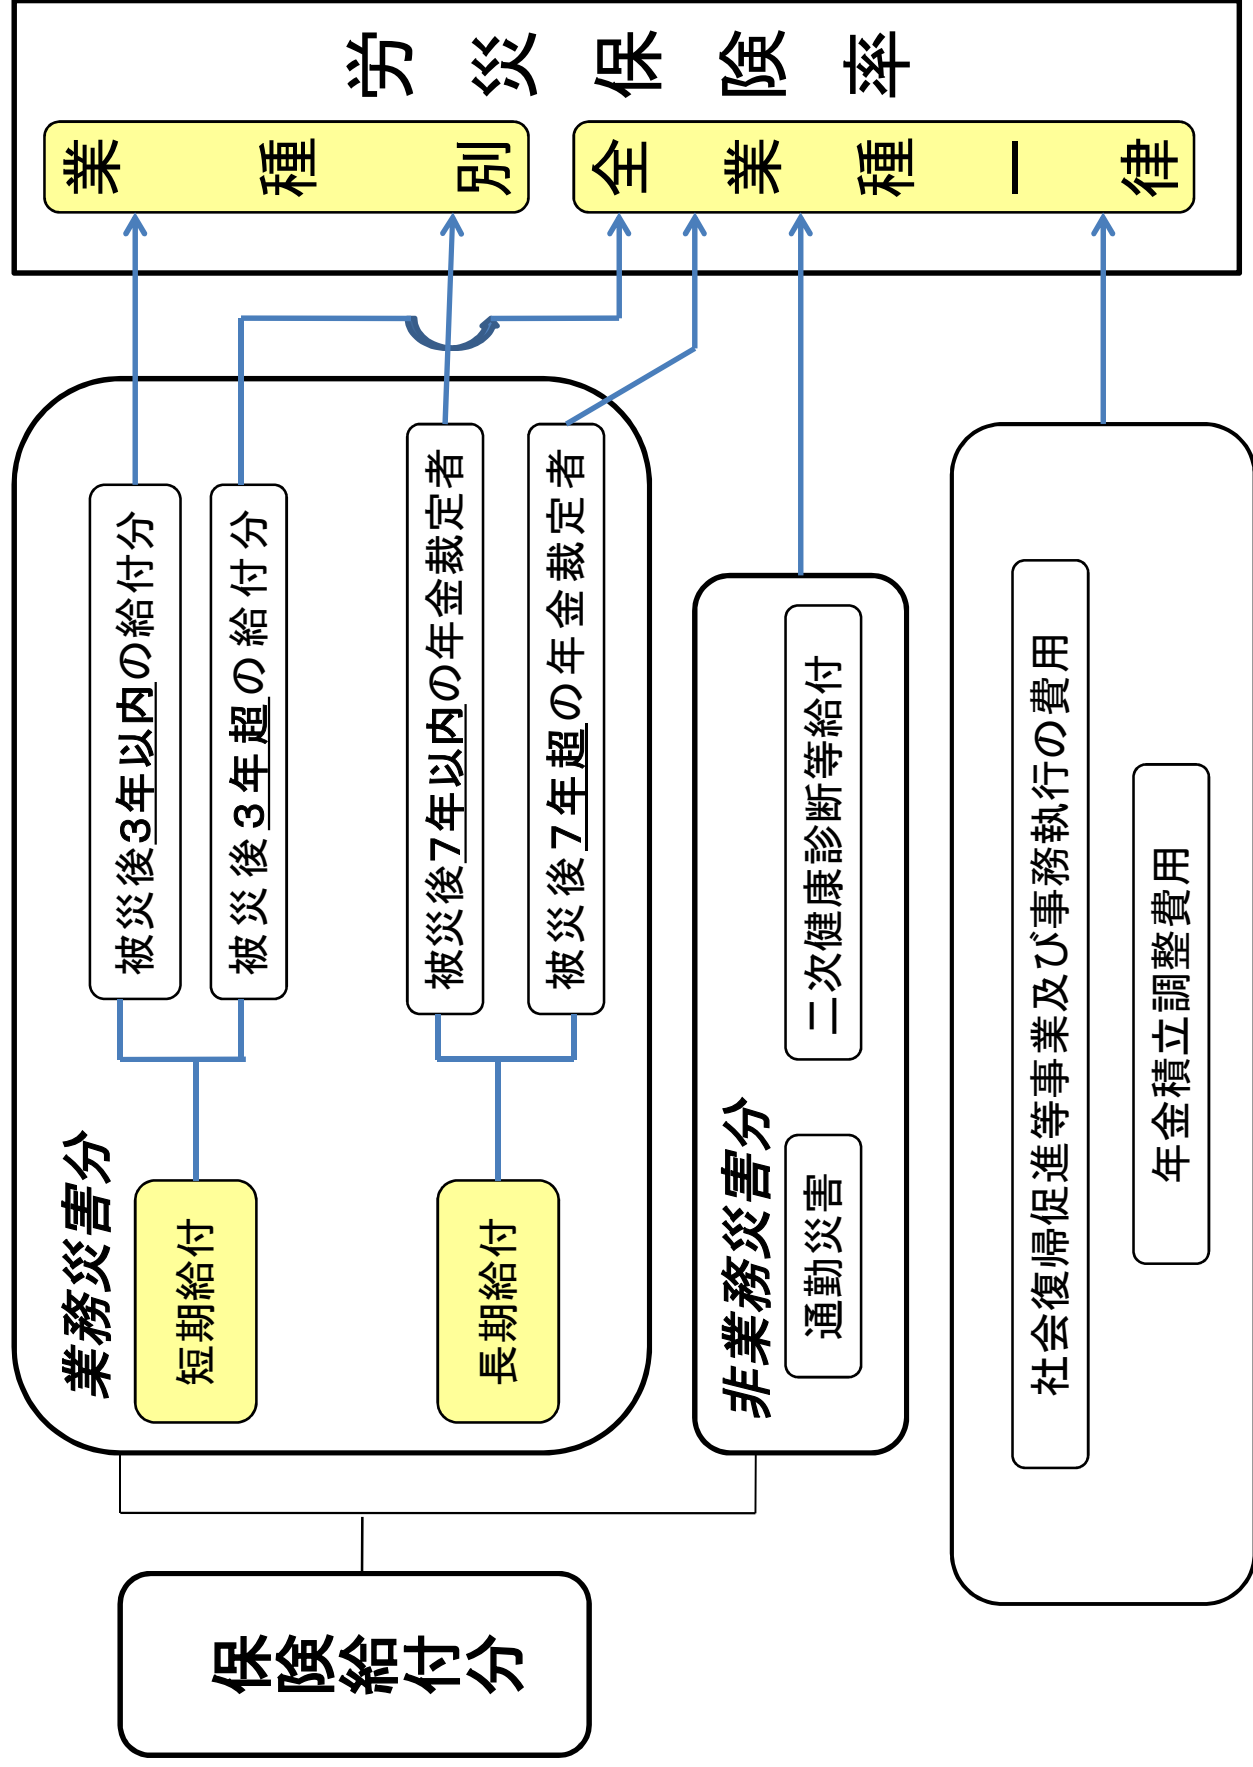 保険給付分
業務災害分
短期給付
被災後3年以内の給付分
被災後３年超の給付分
長期給付
被災後7年以内の年金裁定者
被災後７年超の年金裁定者
非業務災害分
通勤災害
二次健康診断等給付
社会復帰促進等事業及び事務執行の費用
年金積立調整費用
労災保険率
業種別
全業種一律